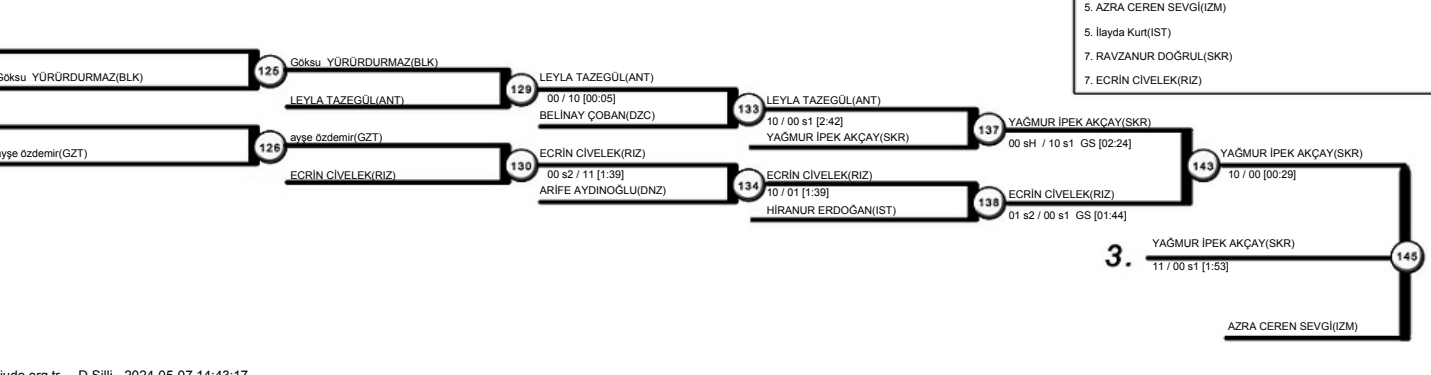 5. AZRA CEREN SEVGİ(IZM)
5. İlayda Kurt(IST)
7. RAVZANUR DOĞRUL(SKR)
7. ECRİN CİVELEK(RIZ)
Göksu YÜRÜRDURMAZ(BLK)
125
Göksu YÜRÜRDURMAZ(BLK)
LEYLA TAZEGÜL(ANT)
129
LEYLA TAZEGÜL(ANT)
00 / 10 [00:05]
BELİNAY ÇOBAN(DZC)
133
LEYLA TAZEGÜL(ANT)
10 / 00 s1 [2:42]
YAĞMUR İPEK AKÇAY(SKR)
137
YAĞMUR İPEK AKÇAY(SKR)
00 sH / 10 s1 GS [02:24]
ayşe özdemir(GZT)
126
ayşe özdemir(GZT)
ECRİN CİVELEK(RIZ)
130
ECRİN CİVELEK(RIZ)
00 s2 / 11 [1:39]
ARİFE AYDINOĞLU(DNZ)
134
ECRİN CİVELEK(RIZ)
10 / 01 [1:39]
HİRANUR ERDOĞAN(IST)
138
ECRİN CİVELEK(RIZ)
01 s2 / 00 s1 GS [01:44]
143
YAĞMUR İPEK AKÇAY(SKR)
10 / 00 [00:29]
3.
YAĞMUR İPEK AKÇAY(SKR)
11 / 00 s1 [1:53]
145
AZRA CEREN SEVGİ(IZM)
judo.org.tr D.Silli 2024-05-07 14:43:17